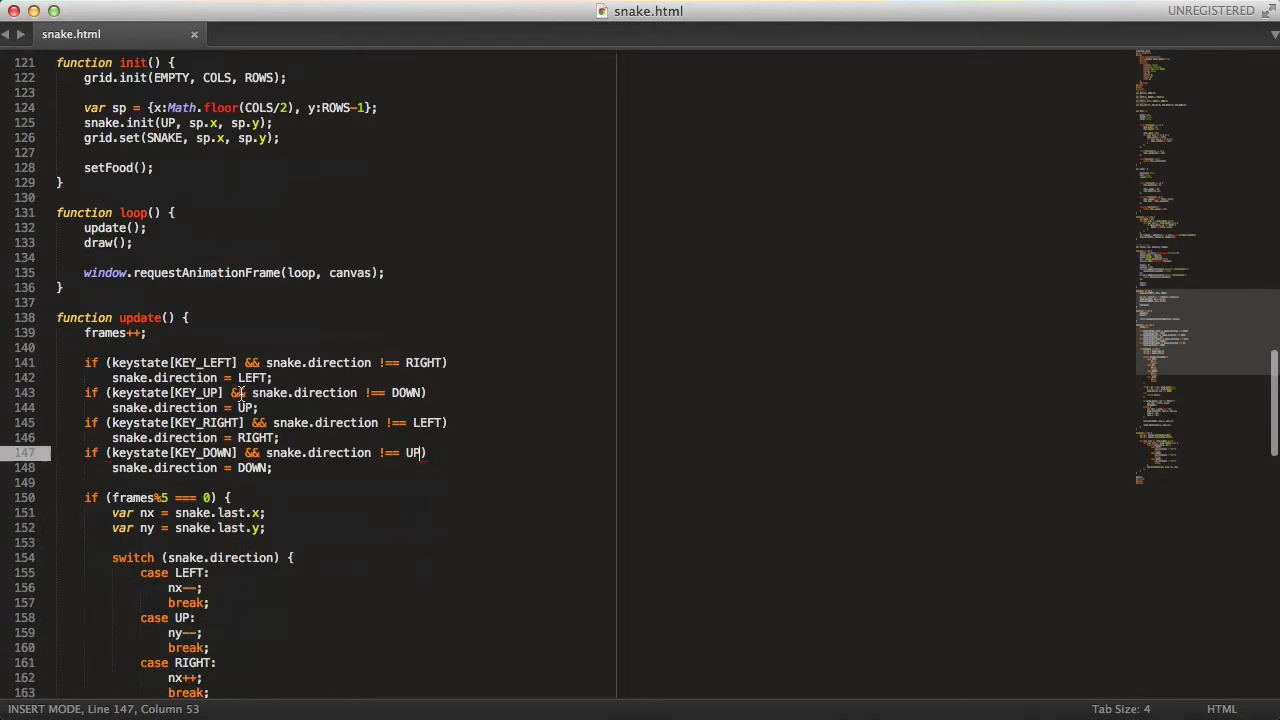 snake.html
UNREGISTERED
snake.html
121 function init() {
122 grid.init(EMPTY, COLS, ROWS);
123
124 var sp = {x:Math.floor(COLS/2), y:ROWS-1};
125 snake.init(UP, sp.x, sp.y);
126 grid.set(SNAKE, sp.x, sp.y);
127
128 setFood();
129 }
130
131 function loop() {
132 update();
133 draw();
134
135 window.requestAnimationFrame(loop, canvas);
136 }
137
138 function update() {
139 frames++;
140
141 if (keystate[KEY_LEFT] && snake.direction !== RIGHT)
142 snake.direction = LEFT;
143 if (keystate[KEY_UP] && snake.direction !== DOWN)
144 snake.direction = UP;
145 if (keystate[KEY_RIGHT] && snake.direction !== LEFT)
146 snake.direction = RIGHT;
147 if (keystate[KEY_DOWN] && snake.direction !== UP)
148 snake.direction = DOWN;
149
150 if (frames%5 === 0) {
151 var nx = snake.last.x;
152 var ny = snake.last.y;
153
154 switch (snake.direction) {
155 case LEFT:
156 nx--;
157 break;
158 case UP:
159 ny--;
160 break;
161 case RIGHT:
162 nx++;
163 break;
INSERT MODE, Line 147, Column 53
Tab Size: 4
HTML